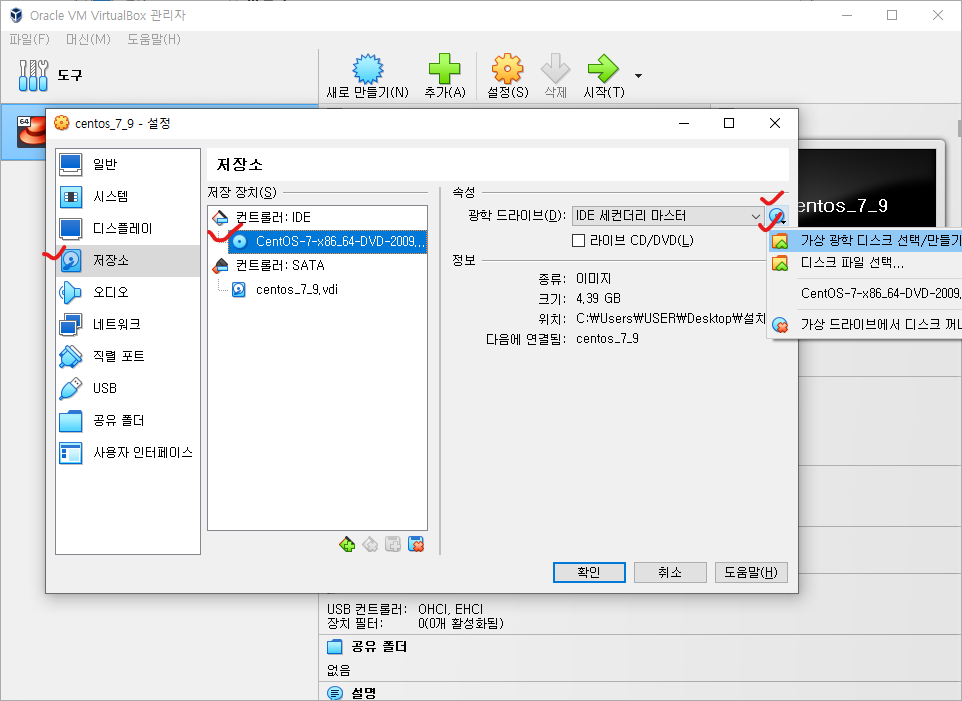 Oracle VM VirtualBox 관리자
파일(F) 머신(M) 도움말(H)
도구
새로 만들기(N) 추가(A) 설정(S) 삭제 시작(T)
64
centos_7_9 - 설정
일반
시스템
디스플레이
저장소
오디오
네트워크
직렬 포트
USB
공유 폴더
사용자 인터페이스
저장소
저장 장치(S)
컨트롤러: IDE
CentOS-7-x86_64-DVD-2009...
컨트롤러: SATA
centos_7_9.vdi
속성
광학 드라이브(D): IDE 세컨더리 마스터
라이브 CD/DVD(L)
정보
종류: 이미지
크기: 4.39 GB
위치: C:₩Users₩USER₩Desktop₩설치
다음에 연결됨: centos_7_9
entos_7_9
가상 광학 디스크 선택/만들기
디스크 파일 선택...
CentOS-7-x86_64-DVD-2009.
가상 드라이브에서 디스크 꺼내
확인 취소 도움말(H)
USB 컨트롤러: OHCI, EHCI
장치 필터: 0(0개 활성화됨)
공유 폴더
없음
설명